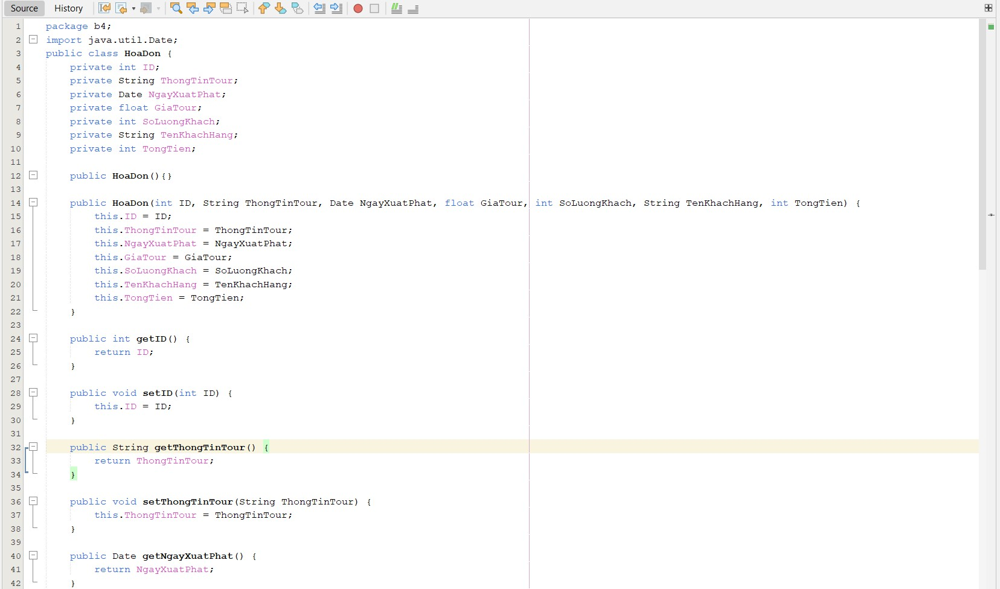 Source History
1 package b4;
2 import java.util.Date;
3 public class HoaDon {
4 private int ID;
5 private String ThongTinTour;
6 private Date NgayXuatPhat;
7 private float GiaTour;
8 private int SoLuongKhach;
9 private String TenKhachHang;
10 private int TongTien;
11
12 public HoaDon(){}
13
14 public HoaDon(int ID, String ThongTinTour, Date NgayXuatPhat, float GiaTour, int SoLuongKhach, String TenKhachHang, int TongTien) {
15 this.ID = ID;
16 this.ThongTinTour = ThongTinTour;
17 this.NgayXuatPhat = NgayXuatPhat;
18 this.GiaTour = GiaTour;
19 this.SoLuongKhach = SoLuongKhach;
20 this.TenKhachHang = TenKhachHang;
21 this.TongTien = TongTien;
22 }
23
24 public int getID() {
25 return ID;
26 }
27
28 public void setID(int ID) {
29 this.ID = ID;
30 }
31
32 public String getThongTinTour() {
33 return ThongTinTour;
34 }
35
36 public void setThongTinTour(String ThongTinTour) {
37 this.ThongTinTour = ThongTinTour;
38 }
39
40 public Date getNgayXuatPhat() {
41 return NgayXuatPhat;
42 }